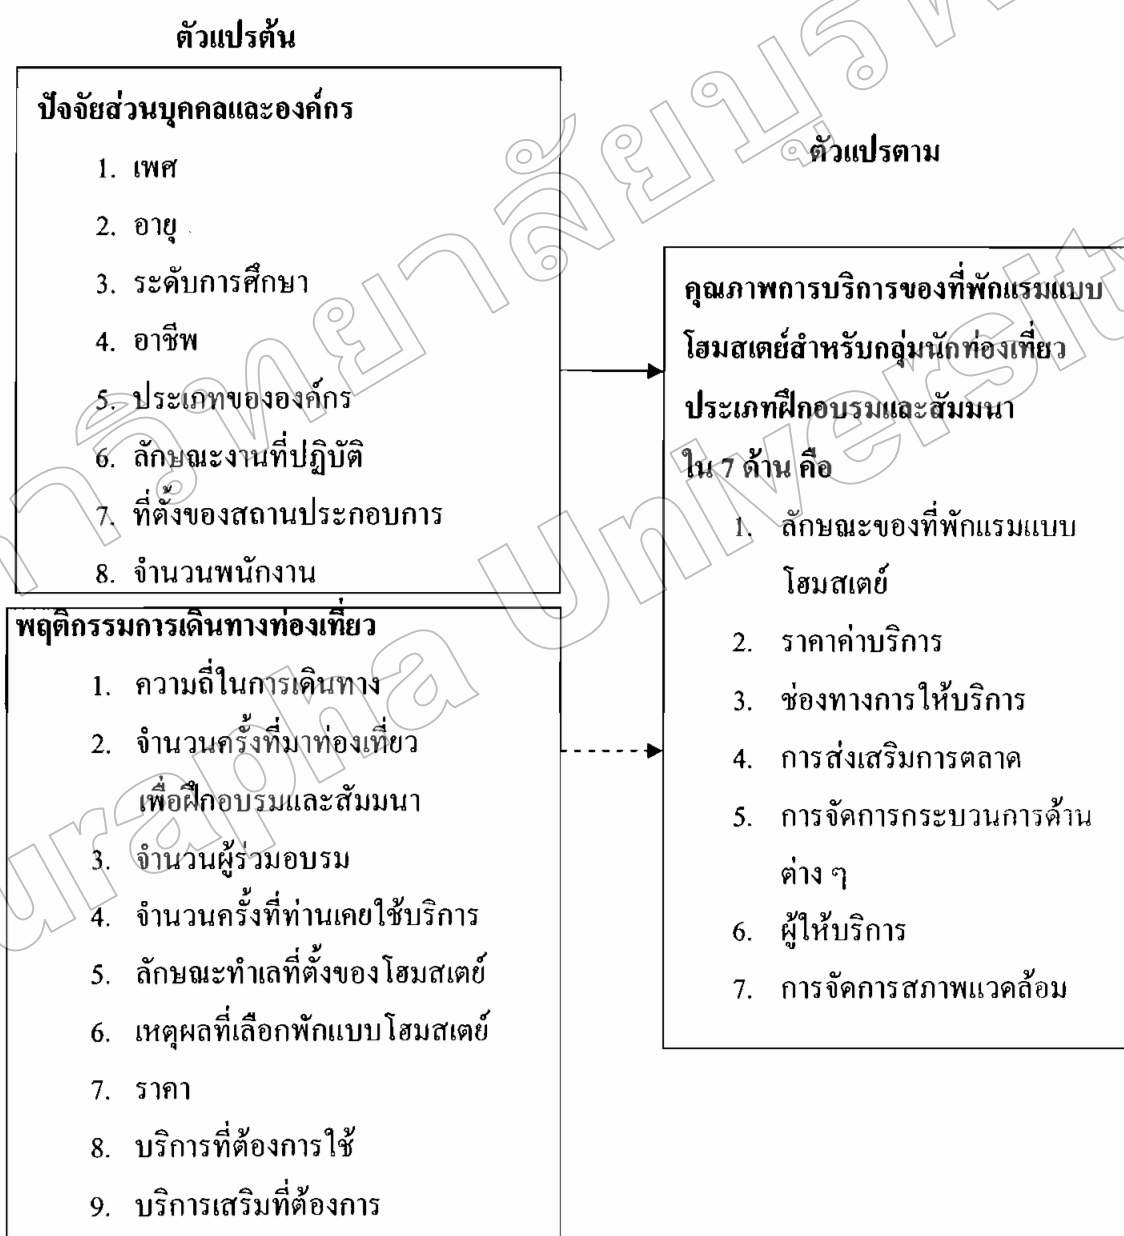 ตัวแปรต้น
ปัจจัยส่วนบุคคลและองค์กร
1. เพศ
2. อายุ
3. ระดับการศึกษา
4. อาชีพ
5. ประเภทขององค์กร
6. ลักษณะงานที่ปฏิบัติ
7. ที่ตั้งของสถานประกอบการ
8. จำนวนพนักงาน
พฤติกรรมการเดินทางท่องเที่ยว
1. ความถี่ในการเดินทาง
2. จำนวนครั้งที่มาท่องเที่ยว
เพื่อฝึกอบรมและสัมมนา
3. จำนวนผู้ร่วมอบรม
4. จำนวนครั้งที่ท่านเคยใช้บริการ
5. ลักษณะทำเลที่ตั้งของโฮมสเตย์
6. เหตุผลที่เลือกพักแบบโฮมสเตย์
7. ราคา
8. บริการที่ต้องการใช้
9. บริการเสริมที่ต้องการ
ตัวแปรตาม
คุณภาพการบริการของที่พักแรมแบบ
โฮมสเตย์สำหรับกลุ่มนักท่องเที่ยว
ประเภทฝึกอบรมและสัมมนา
ใน 7 ด้าน คือ
1. ลักษณะของที่พักแรมแบบ
โฮมสเตย์
2. ราคาค่าบริการ
3. ช่องทางการให้บริการ
4. การส่งเสริมการตลาด
5. การจัดการกระบวนการด้าน
ต่าง ๆ
6. ผู้ให้บริการ
7. การจัดการสภาพแวดล้อม
urapha University
าวิทยาลัยบูร